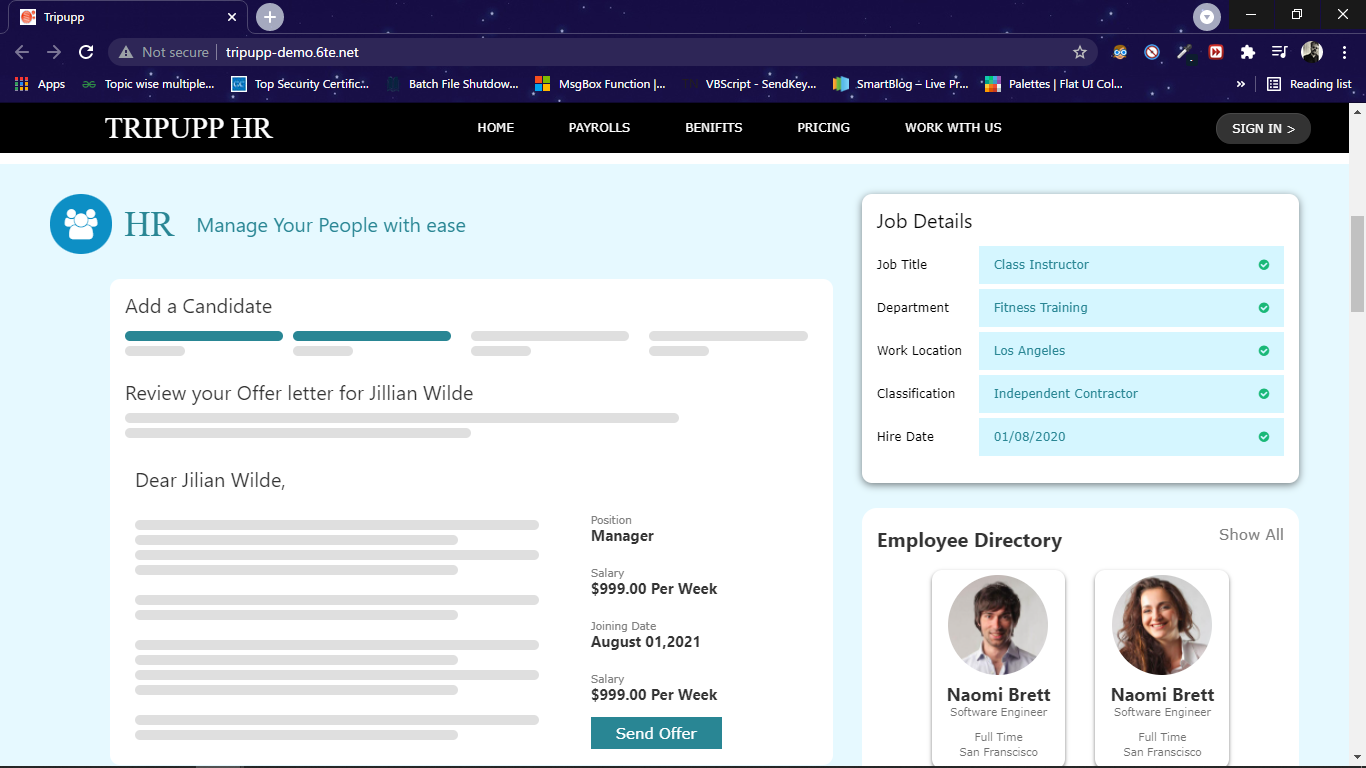 Tripupp
Not secure
tripupp-demo.6te.net
Apps
Topic wise multiple...
Top Security Certific...
Batch File Shutdow...
MsgBox Function |...
VBScript - SendKey...
SmartBlog – Live Pr...
Palettes | Flat UI Col...
»
Reading list
TRIPUPP HR
HOME
PAYROLLS
BENIFITS
PRICING
WORK WITH US
SIGN IN >
HR
Manage Your People with ease
Add a Candidate
Review your Offer letter for Jillian Wilde
Dear Jilian Wilde,
Position
Manager
Salary
$999.00 Per Week
Joining Date
August 01,2021
Salary
$999.00 Per Week
Send Offer
Job Details
Job Title
Class Instructor
Department
Fitness Training
Work Location
Los Angeles
Classification
Independent Contractor
Hire Date
01/08/2020
Employee Directory
Show All
Naomi Brett
Software Engineer
Full Time
San Franscisco
Naomi Brett
Software Engineer
Full Time
San Franscisco